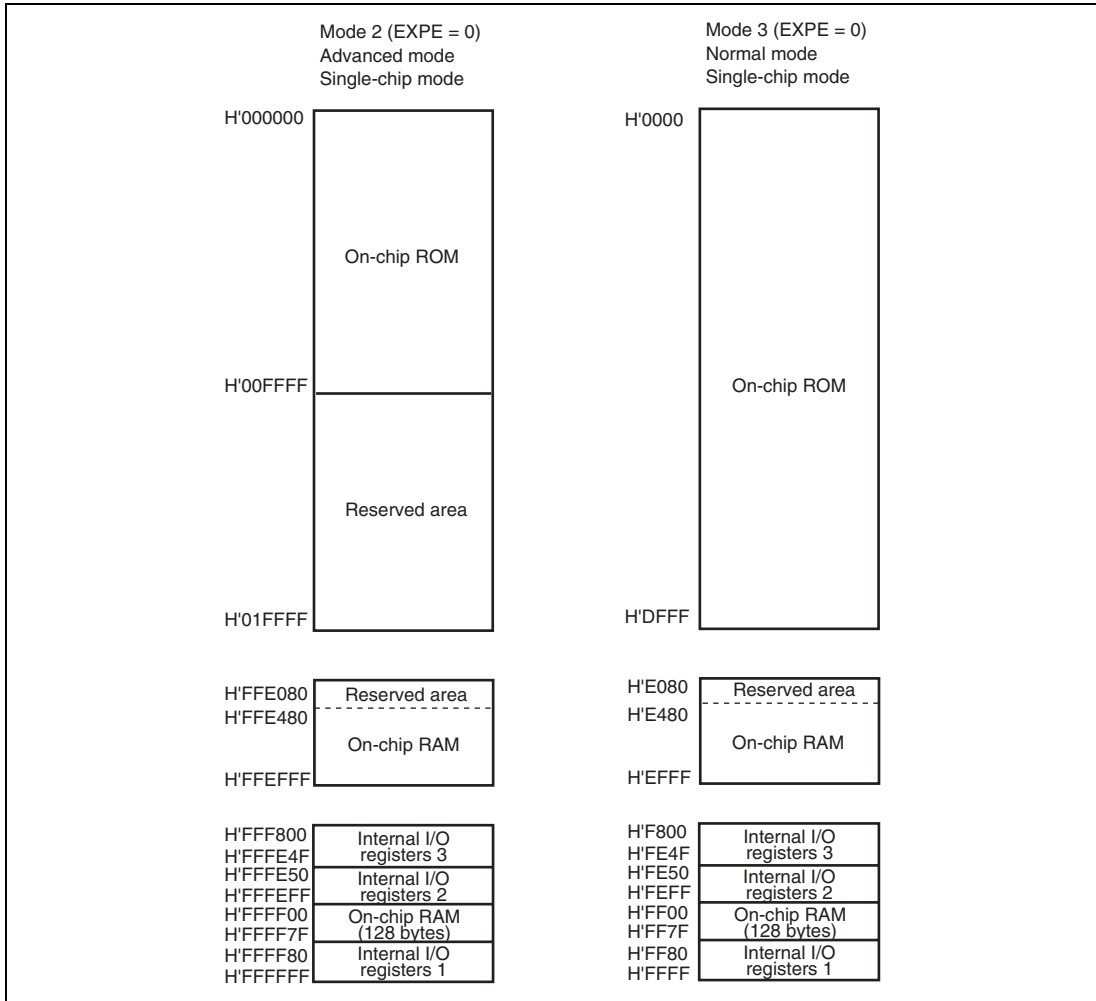 Mode 2 (EXPE = 0)
Advanced mode
Single-chip mode
H'000000
On-chip ROM
H'00FFFF
Reserved area
H'01FFFF
H'FFE080
Reserved area
H'FFE480
On-chip RAM
H'FFEFFF
H'FFF800
Internal I/O
registers 3
H'FFFE4F
H'FFFE50
Internal I/O
registers 2
H'FFFEFF
H'FFFF00
On-chip RAM
(128 bytes)
H'FFFF7F
H'FFFF80
Internal I/O
registers 1
H'FFFFFF
Mode 3 (EXPE = 0)
Normal mode
Single-chip mode
H'0000
On-chip ROM
H'DFFF
H'E080
Reserved area
H'E480
On-chip RAM
H'EFFF
H'F800
Internal I/O
registers 3
H'FE4F
H'FE50
Internal I/O
registers 2
H'FEFF
H'FF00
On-chip RAM
(128 bytes)
H'FF7F
H'FF80
Internal I/O
registers 1
H'FFFF